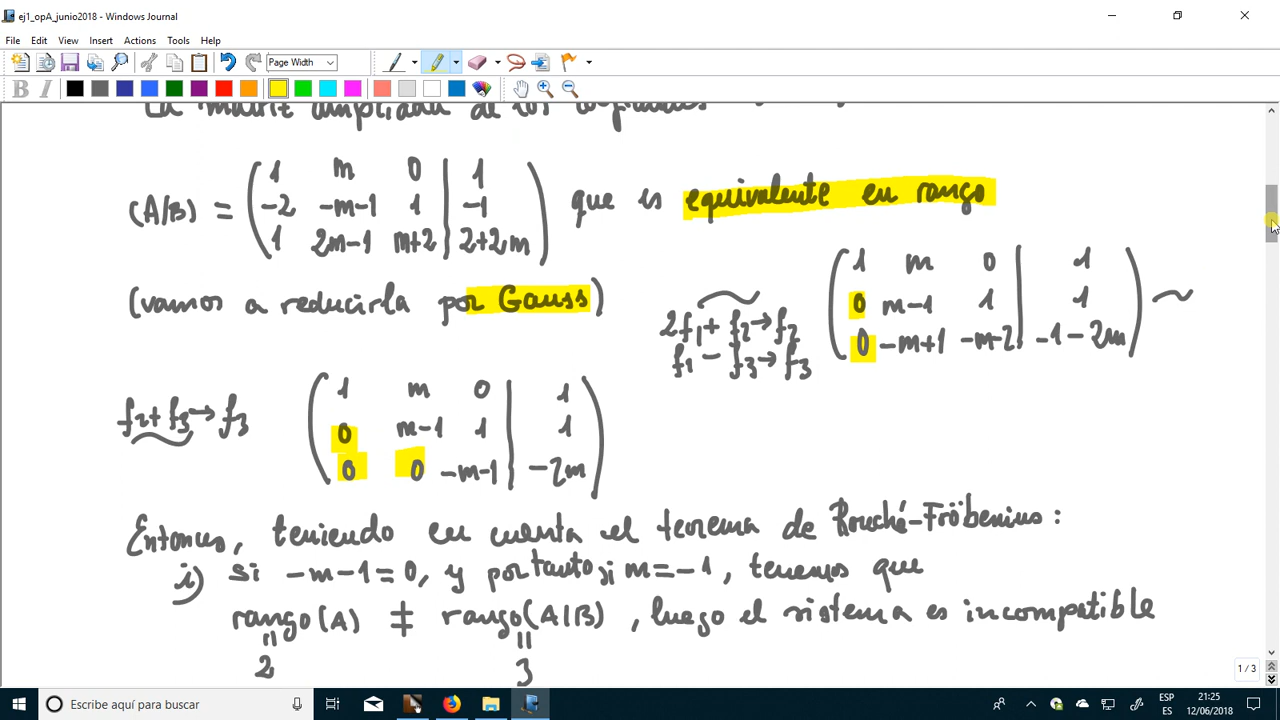 ej1_opA_junio2018 - Windows Journal
File Edit View Insert Actions Tools Help
Page Width
B I
La matriz ampliada de los
(A/B) = ( 1 m 0 | 1
-2 -m-1 1 | -1
1 2m-1 m+2 | 2+2m ) que es equivalente en rango
(vamos a reducirla por Gauss)
2f1 + f2 → f2
f1 - f3 → f3
( 1 m 0 | 1
0 m-1 1 | 1
0 -m+1 -m-2 | -1-2m ) ~
f2+f3 → f3
( 1 m 0 | 1
0 m-1 1 | 1
0 0 -m-1 | -2m )
Entonces, teniendo en cuenta el teorema de Rouché-Fröbenius:
i) si -m-1=0, y por tanto si m=-1, tenemos que
rango(A) ≠ rango(A|B), luego el sistema es incompatible
= =
2 3
1 / 3
Escribe aquí para buscar
ESP
ES
21:25
12/06/2018